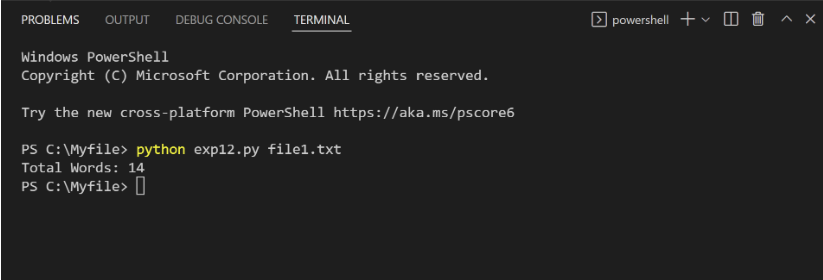 PROBLEMS OUTPUT DEBUG CONSOLE TERMINAL powershell
Windows PowerShell
Copyright (C) Microsoft Corporation. All rights reserved.
Try the new cross-platform PowerShell https://aka.ms/pscore6
PS C:\Myfile> python exp12.py file1.txt
Total Words: 14
PS C:\Myfile>